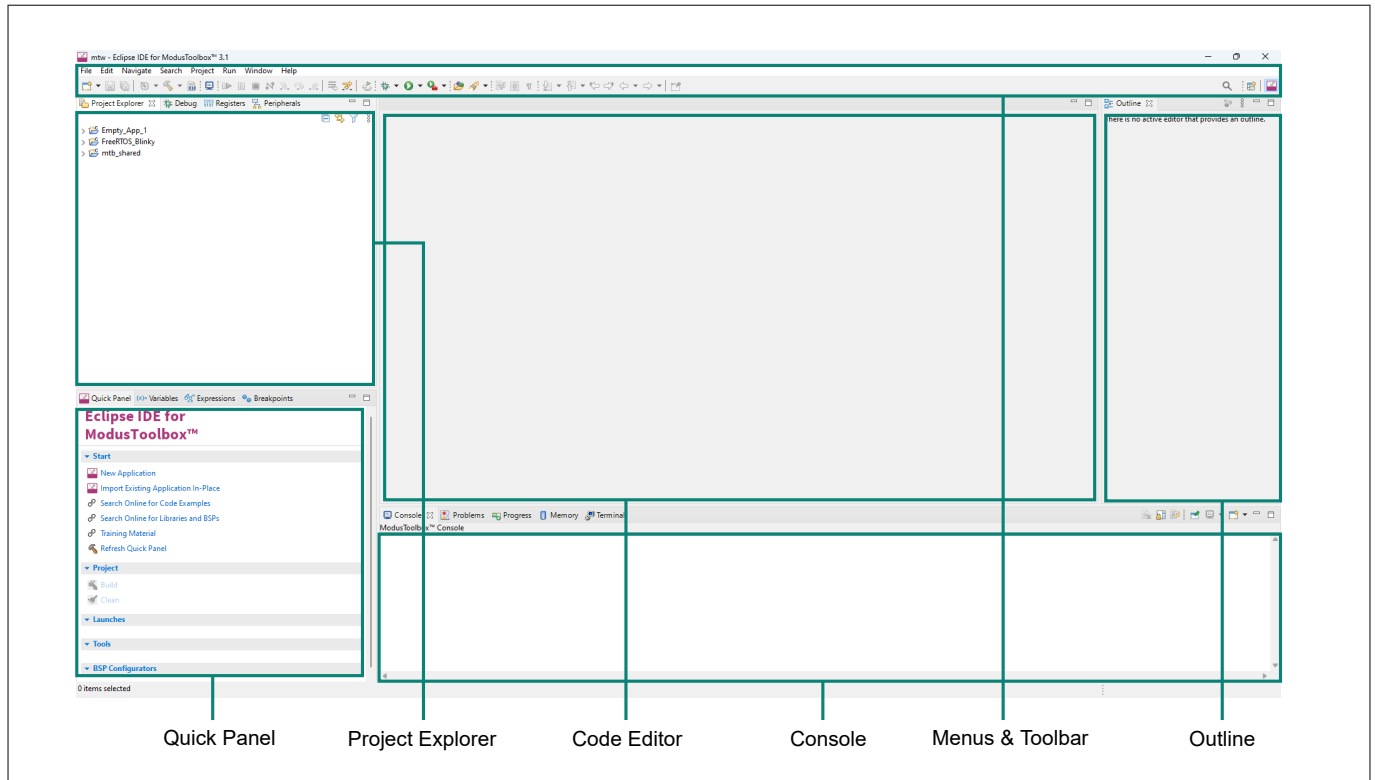 mtw - Eclipse IDE for ModusToolbox™ 3.1
File Edit Navigate Search Project Run Window Help
Project Explorer Debug Registers Peripherals
Outline
There is no active editor that provides an outline.
Empty_App_1
FreeRTOS_Blinky
mtb_shared
Quick Panel Variables Expressions Breakpoints
Eclipse IDE for
ModusToolbox™
Start
New Application
Import Existing Application In-Place
Search Online for Code Examples
Search Online for Libraries and BSPs
Training Material
Refresh Quick Panel
Project
Build
Clean
Launches
Tools
BSP Configurators
0 items selected
Console Problems Progress Memory Terminal
ModusToolbox™ Console
Quick Panel Project Explorer Code Editor Console Menus & Toolbar Outline